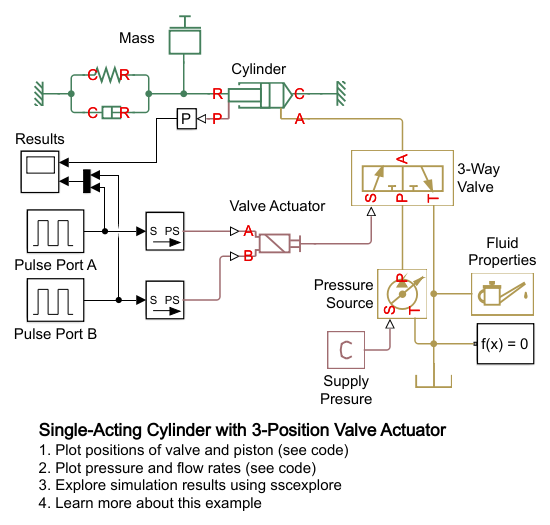 Mass
Cylinder
C R
C R
R C
P P A
Results
3-Way
Valve
A
S P T
Valve Actuator
S PS
A
B
Pulse Port A
Fluid
Properties
Pressure
Source
P
S T
S PS
Pulse Port B
f(x) = 0
C
Supply
Presure
Single-Acting Cylinder with 3-Position Valve Actuator
1. Plot positions of valve and piston (see code)
2. Plot pressure and flow rates (see code)
3. Explore simulation results using sscexplore
4. Learn more about this example